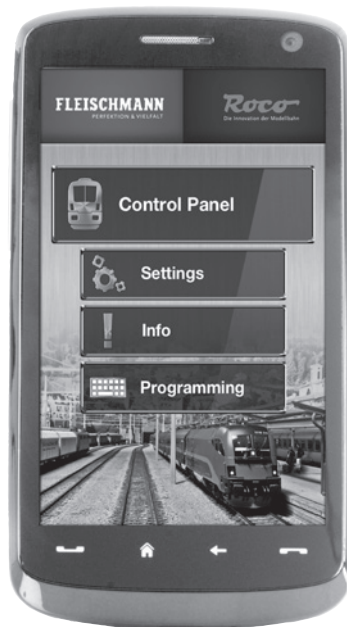 FLEISCHMANN
PERFEKTION & VIELFALT
Roco
Die Innovation der Modellbahn
Control Panel
Settings
Info
Programming